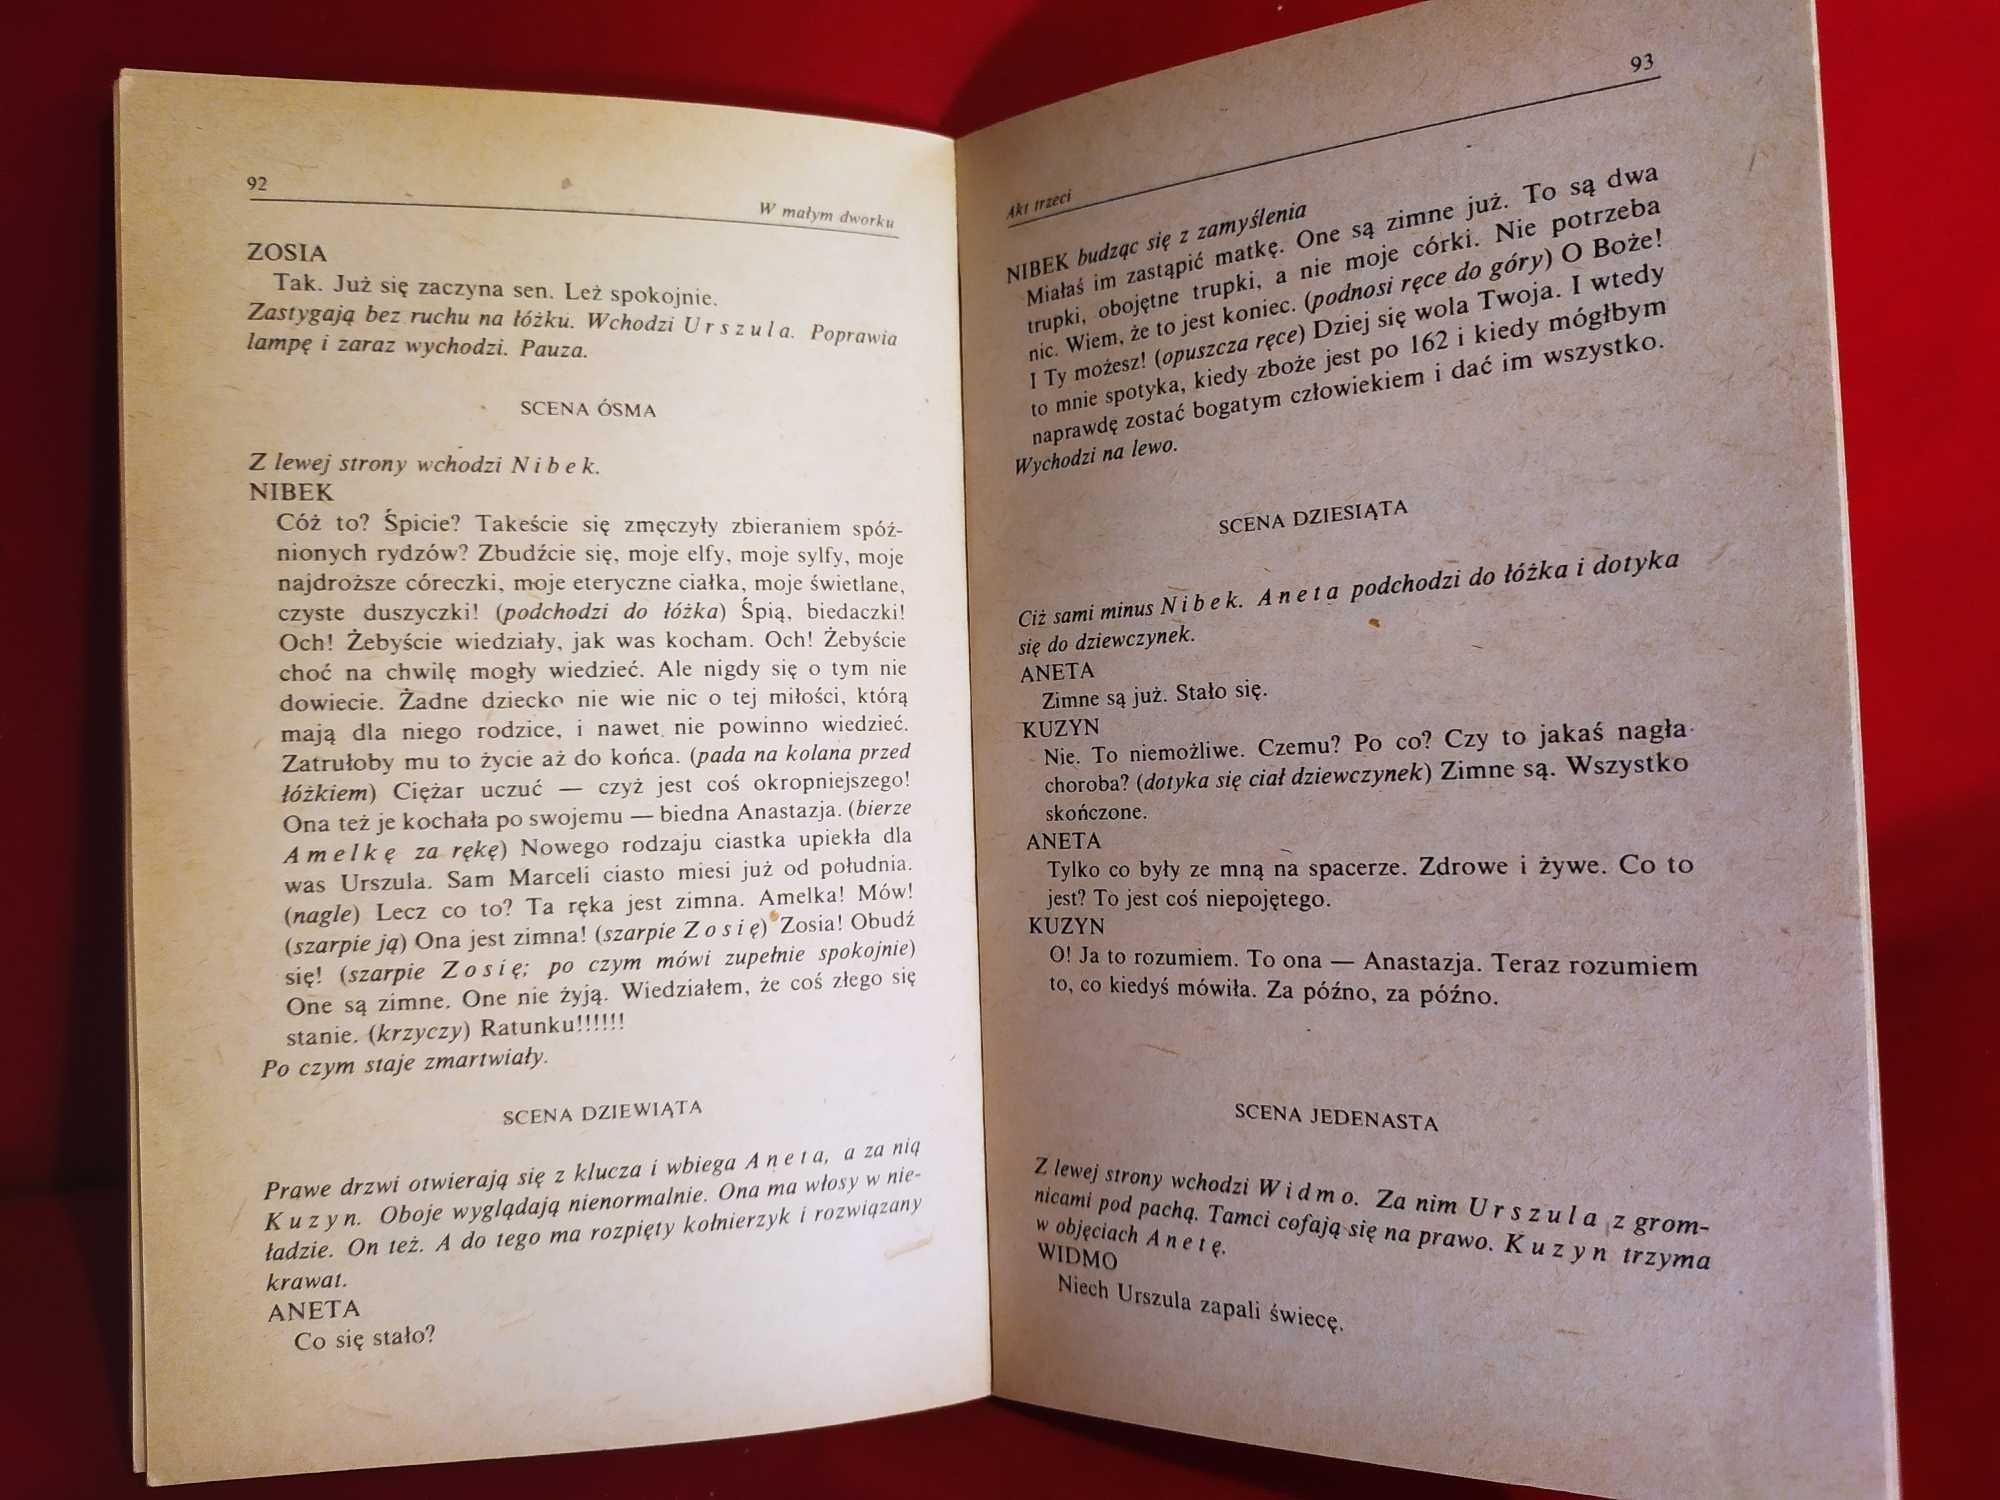 92
W małym dworku
ZOSIA
Tak. Już się zaczyna sen. Leż spokojnie.
Zastygają bez ruchu na łóżku. Wchodzi Urszula. Poprawia
lampę i zaraz wychodzi. Pauza.
SCENA ÓSMA
Z lewej strony wchodzi Nibek.
NIBEK
Cóż to? Śpicie? Takeście się zmęczyły zbieraniem spóź-
nionych rydzów? Zbudźcie się, moje elfy, moje sylfy, moje
najdroższe córeczki, moje eteryczne ciałka, moje świetlane,
czyste duszyczki! (podchodzi do łóżka) Śpią, biedaczki!
Och! Żebyście wiedziały, jak was kocham. Och! Żebyście
choć na chwilę mogły wiedzieć. Ale nigdy się o tym nie
dowiecie. Żadne dziecko nie wie nic o tej miłości, którą
mają dla niego rodzice, i nawet nie powinno wiedzieć.
Zatrułoby mu to życie aż do końca. (pada na kolana przed
łóżkiem) Ciężar uczuć — czyż jest coś okropniejszego!
Ona też je kochała po swojemu — biedna Anastazja. (bierze
Amelkę za rękę) Nowego rodzaju ciastka upiekła dla
was Urszula. Sam Marceli ciasto miesi już od południa.
(nagle) Lecz co to? Ta ręka jest zimna. Amelka! Mów!
(szarpie ją) Ona jest zimna! (szarpie Zosię) Zosia! Obudź
się! (szarpie Zosię; po czym mówi zupełnie spokojnie)
One są zimne. One nie żyją. Wiedziałem, że coś złego się
stanie. (krzyczy) Ratunku!!!!!!
Po czym staje zmartwiały.
SCENA DZIEWIĄTA
Prawe drzwi otwierają się z klucza i wbiega Aneta, a za nią
Kuzyn. Oboje wyglądają nienormalnie. Ona ma włosy w nie-
ładzie. On też. A do tego ma rozpięty kołnierzyk i rozwiązany
krawat.
ANETA
Co się stało?
93
Akt trzeci
NIBEK budząc się z zamyślenia
Miałaś im zastąpić matkę. One są zimne już. To są dwa
trupki, obojętne trupki, a nie moje córki. Nie potrzeba
nic. Wiem, że to jest koniec. (podnosi ręce do góry) O Boże!
I Ty możesz! (opuszcza ręce) Dziej się wola Twoja. I wtedy
to mnie spotyka, kiedy zboże jest po 162 i kiedy mógłbym
naprawdę zostać bogatym człowiekiem i dać im wszystko.
Wychodzi na lewo.
SCENA DZIESIĄTA
Ciż sami minus Nibek. Aneta podchodzi do łóżka i dotyka
się do dziewczynek.
ANETA
Zimne są już. Stało się.
KUZYN
Nie. To niemożliwe. Czemu? Po co? Czy to jakaś nagła
choroba? (dotyka się ciał dziewczynek) Zimne są. Wszystko
skończone.
ANETA
Tylko co były ze mną na spacerze. Zdrowe i żywe. Co to
jest? To jest coś niepojętego.
KUZYN
O! Ja to rozumiem. To ona — Anastazja. Teraz rozumiem
to, co kiedyś mówiła. Za późno, za późno.
SCENA JEDENASTA
Z lewej strony wchodzi Widmo. Za nim Urszula z grom-
nicami pod pachą. Tamci cofają się na prawo. Kuzyn trzyma
w objęciach Anetę.
WIDMO
Niech Urszula zapali świecę.